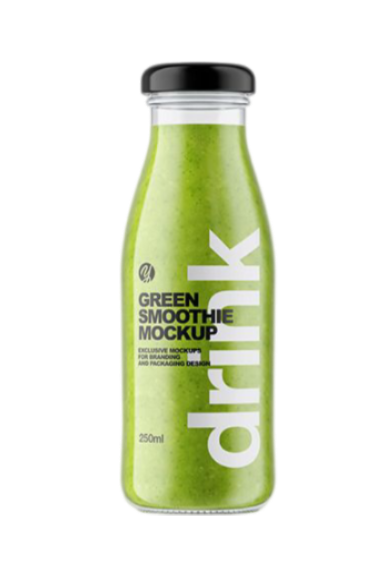 GREEN
SMOOTHIE
MOCKUP
EXCLUSIVE MOCKUPS
FOR BRANDING
AND PACKAGING DESIGN
250ml
drink